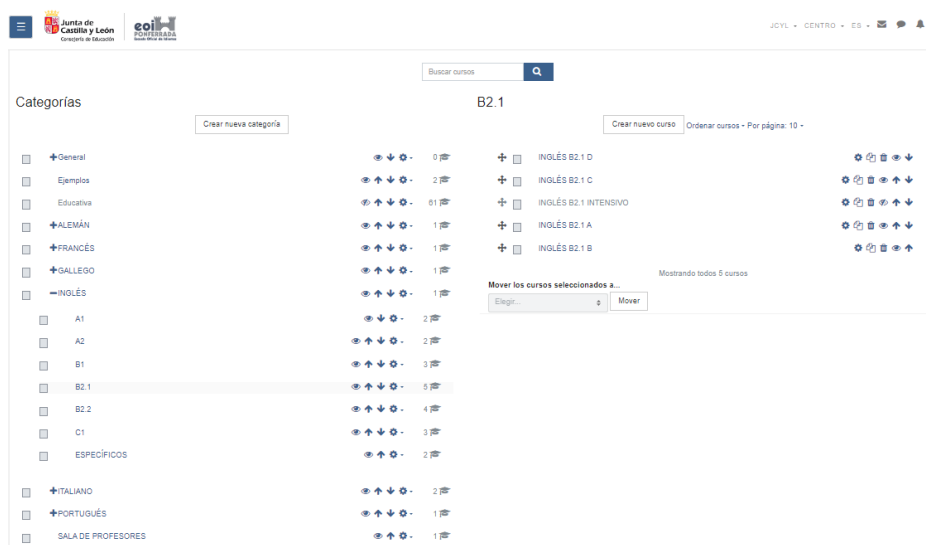 Junta de
Castilla y León
Consejería de Educación
eoi
PONFERRADA
Escuela Oficial de Idiomas
JCYL
CENTRO
ES
Buscar cursos
Categorías
Crear nueva categoría
General 0
Ejemplos 2
Educativa 61
ALEMÁN 1
FRANCÉS 1
GALLEGO 1
INGLÉS 1
A1 2
A2 2
B1 3
B2.1 5
B2.2 4
C1 3
ESPECÍFICOS 2
ITALIANO 2
PORTUGUÉS 1
SALA DE PROFESORES 1
B2.1
Crear nuevo curso Ordenar cursos Por página: 10
INGLÉS B2.1 D
INGLÉS B2.1 C
INGLÉS B2.1 INTENSIVO
INGLÉS B2.1 A
INGLÉS B2.1 B
Mostrando todos 5 cursos
Mover los cursos seleccionados a...
Elegir... Mover